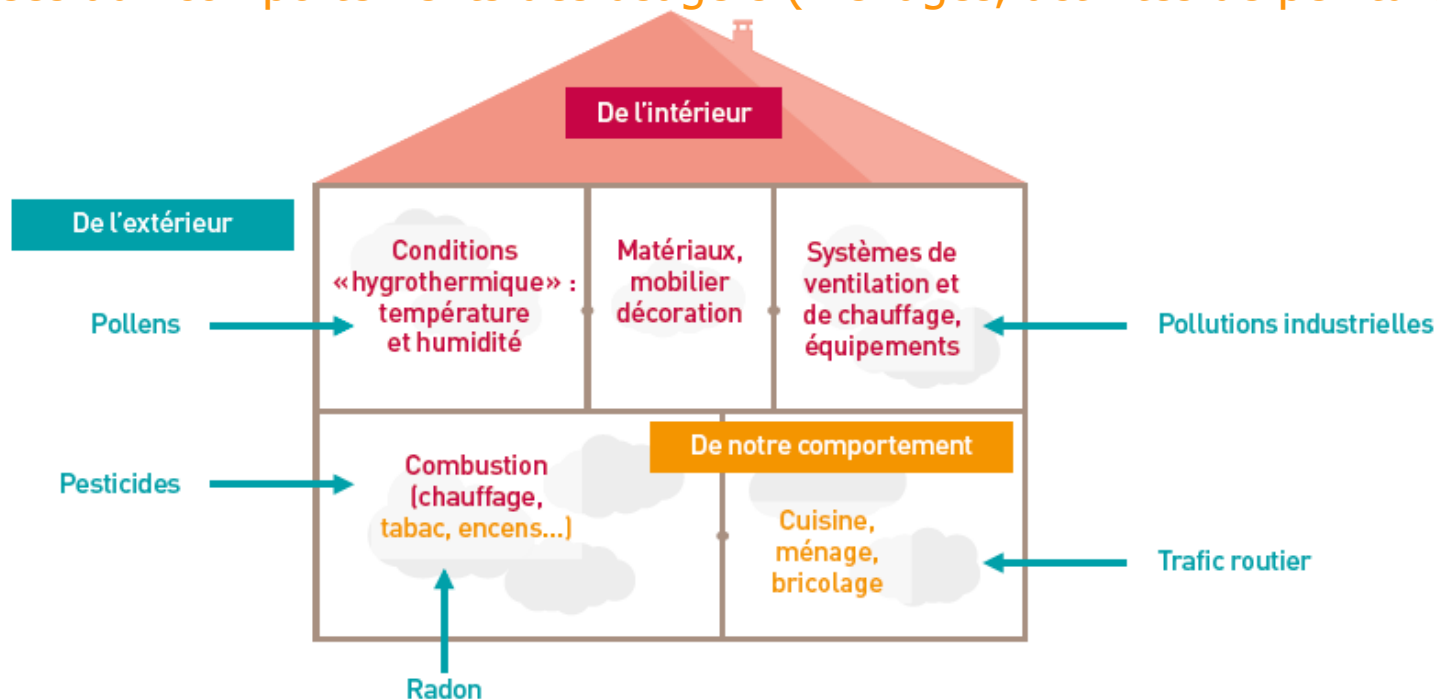 De l'intérieur
De l'extérieur
Conditions
«hygrothermique» :
température
et humidité
Matériaux,
mobilier
décoration
Systèmes de
ventilation et
de chauffage,
équipements
Pollens
Pollutions industrielles
De notre comportement
Combustion
(chauffage,
tabac, encens...)
Pesticides
Cuisine,
ménage,
bricolage
Trafic routier
Radon